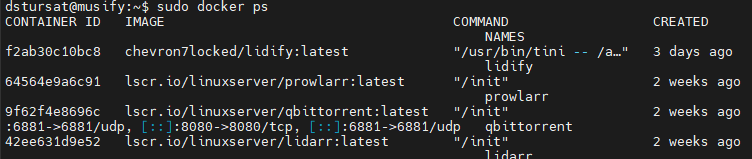 dstursat@musify:~$ sudo docker ps
CONTAINER ID   IMAGE                                    COMMAND                  CREATED
NAMES
f2ab30c10bc8   chevron7locked/lidify:latest             "/usr/bin/tini -- /a…"   3 days ago
lidify
64564e9a6c91   lscr.io/linuxserver/prowlarr:latest      "/init"                  2 weeks ago
prowlarr
9f62f4e8696c   lscr.io/linuxserver/qbittorrent:latest   "/init"                  2 weeks ago
:6881->6881/udp, [::]:8080->8080/tcp, [::]:6881->6881/udp   qbittorrent
42ee631d9e52   lscr.io/linuxserver/lidarr:latest        "/init"                  2 weeks ago
lidarr